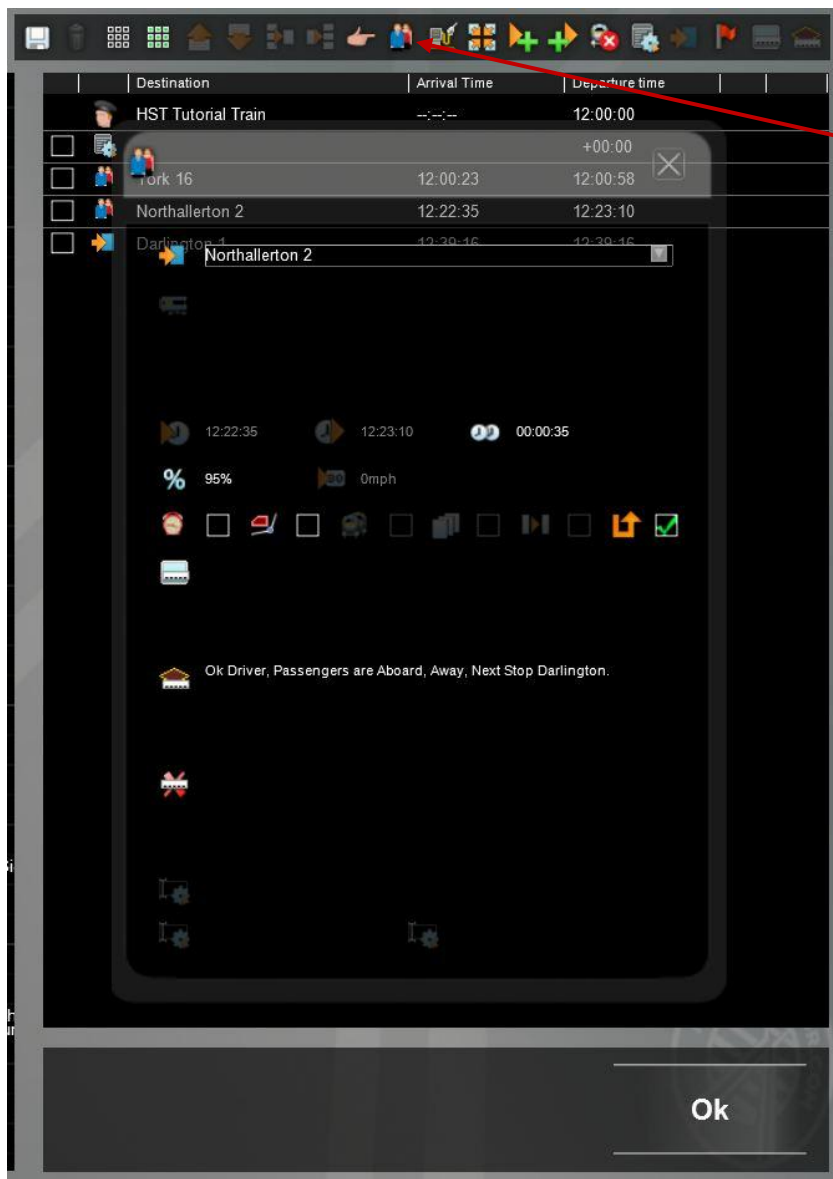 Destination Arrival Time Departure time
HST Tutorial Train --:--:-- 12:00:00
+00:00
York 16 12:00:23 12:00:58
Northallerton 2 12:22:35 12:23:10
Darlington 1 12:39:16 12:39:16
Northallerton 2
12:22:35 12:23:10 00:00:35
% 95% 0mph
Ok Driver, Passengers are Aboard, Away, Next Stop Darlington.
Ok